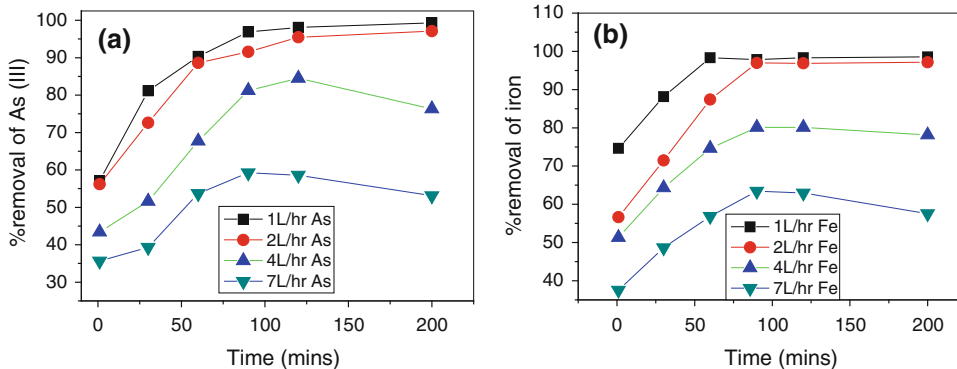 (a)
%removal of As (III)
100
90
80
70
60
50
40
30
1L/hr As
2L/hr As
4L/hr As
7L/hr As
0
50
100
150
200
Time (mins)
(b)
%removal of iron
110
100
90
80
70
60
50
40
1L/hr Fe
2L/hr Fe
4L/hr Fe
7L/hr Fe
0
50
100
150
200
Time (mins)